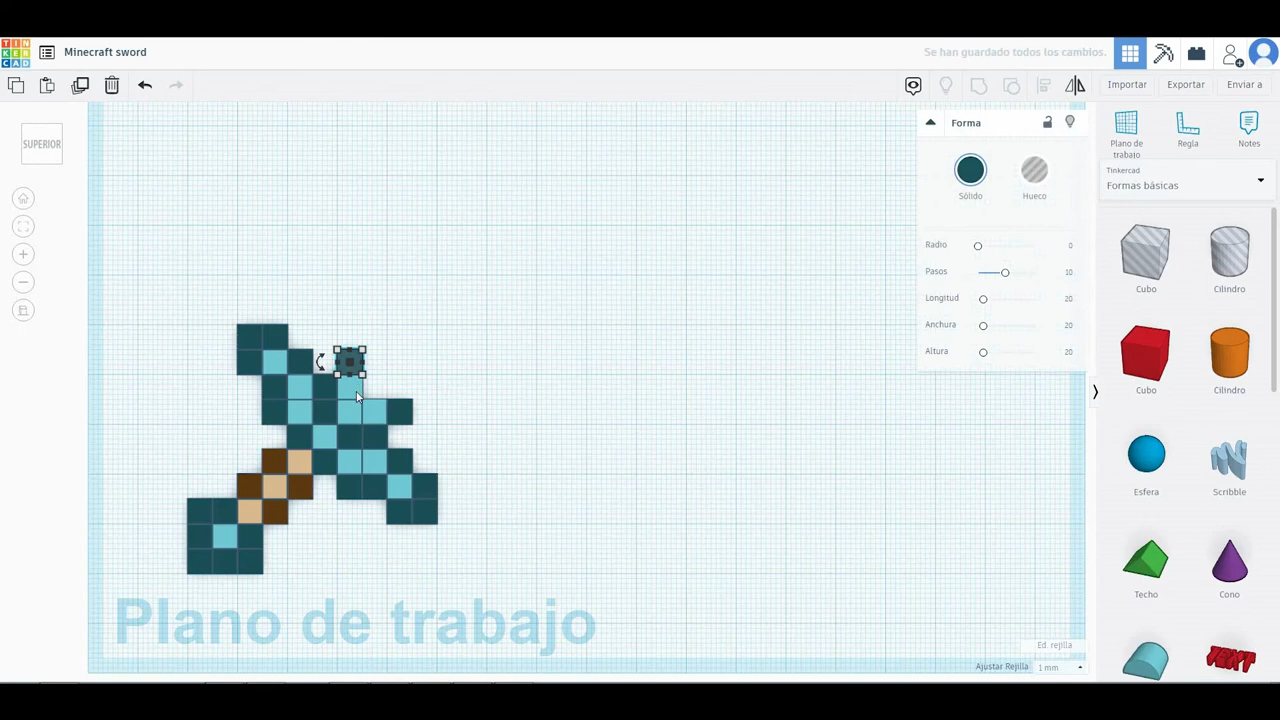 TIN
KER
CAD
Minecraft sword
Se han guardado todos los cambios.
Importar
Exportar
Enviar a
SUPERIOR
Forma
Sólido
Hueco
Radio
0
Pasos
10
Longitud
20
Anchura
20
Altura
20
Plano de
trabajo
Regla
Notas
Tinkercad
Formas básicas
Cubo
Cilindro
Cubo
Cilindro
Esfera
Scribble
Techo
Cono
TEXT
Plano de trabajo
Ed. rejilla
Ajustar Rejilla
1 mm